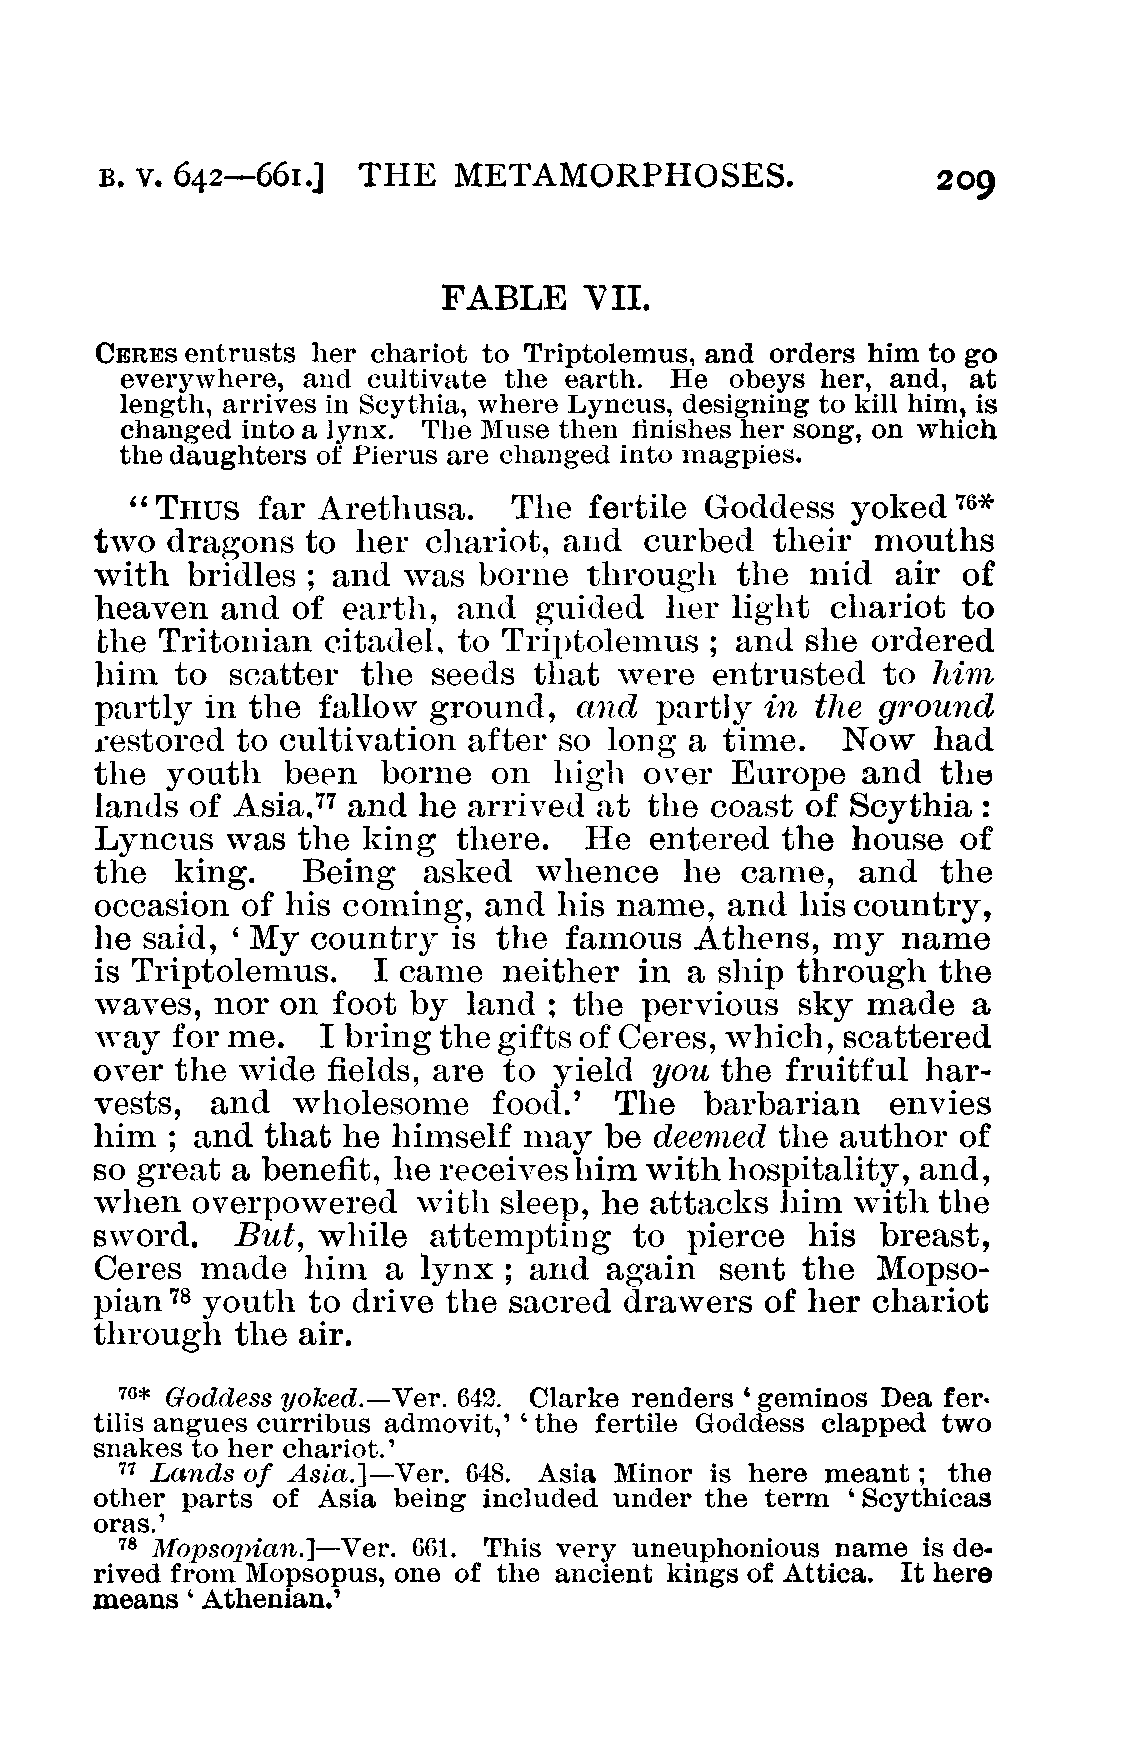 B. V. 642—661.] THE METAMORPHOSES. 209
FABLE VII.
CERES entrusts her chariot to Triptolemus, and orders him to go
everywhere, and cultivate the earth. He obeys her, and, at
length, arrives in Scythia, where Lyncus, designing to kill him, is
changed into a lynx. The Muse then finishes her song, on which
the daughters of Pierus are changed into magpies.
“THUS far Arethusa. The fertile Goddess yoked 76*
two dragons to her chariot, and curbed their mouths
with bridles ; and was borne through the mid air of
heaven and of earth, and guided her light chariot to
the Tritonian citadel, to Triptolemus ; and she ordered
him to scatter the seeds that were entrusted to him
partly in the fallow ground, and partly in the ground
restored to cultivation after so long a time. Now had
the youth been borne on high over Europe and the
lands of Asia,77 and he arrived at the coast of Scythia :
Lyncus was the king there. He entered the house of
the king. Being asked whence he came, and the
occasion of his coming, and his name, and his country,
he said, ‘ My country is the famous Athens, my name
is Triptolemus. I came neither in a ship through the
waves, nor on foot by land ; the pervious sky made a
way for me. I bring the gifts of Ceres, which, scattered
over the wide fields, are to yield you the fruitful har-
vests, and wholesome food.’ The barbarian envies
him ; and that he himself may be deemed the author of
so great a benefit, he receives him with hospitality, and,
when overpowered with sleep, he attacks him with the
sword. But, while attempting to pierce his breast,
Ceres made him a lynx ; and again sent the Mopso-
pian 78 youth to drive the sacred drawers of her chariot
through the air.
76* Goddess yoked.—Ver. 642. Clarke renders ‘ geminos Dea fer-
tilis angues curribus admovit,’ ‘ the fertile Goddess clapped two
snakes to her chariot.’
77 Lands of Asia.]—Ver. 648. Asia Minor is here meant ; the
other parts of Asia being included under the term ‘ Scythicas
oras.’
78 Mopsopian.]—Ver. 661. This very uneuphonious name is de-
rived from Mopsopus, one of the ancient kings of Attica. It here
means ‘ Athenian.’